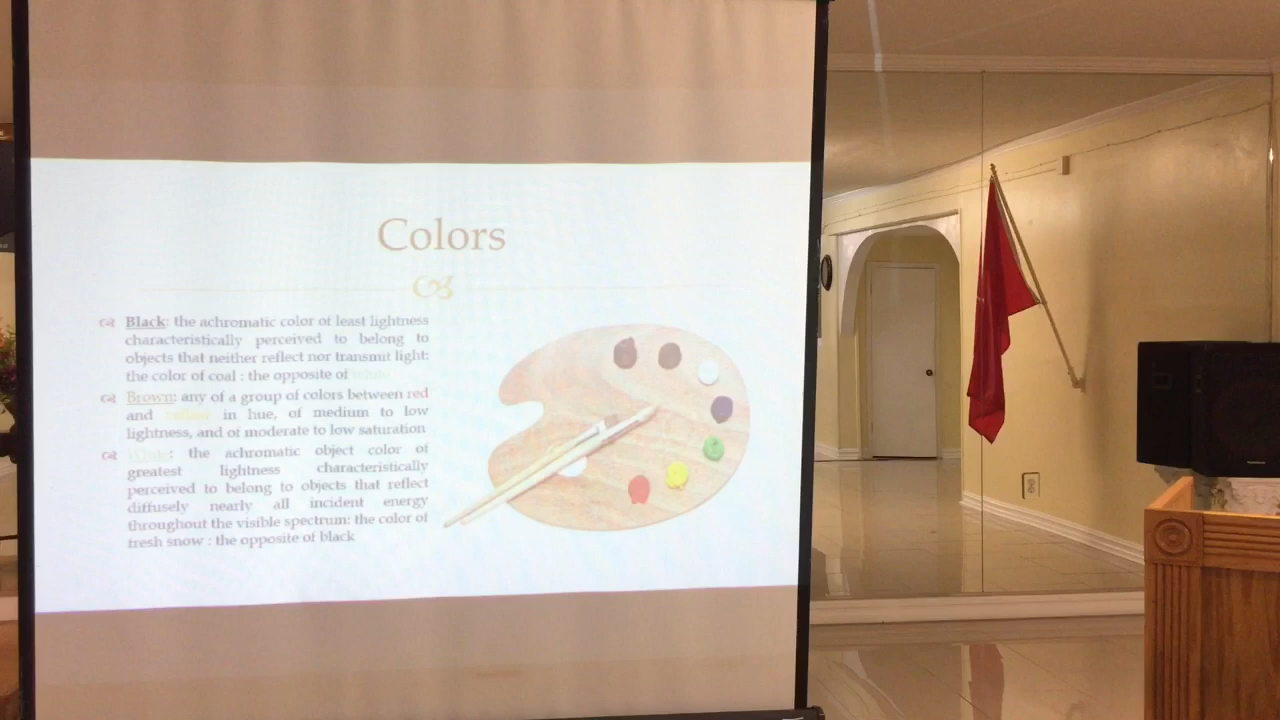 Colors
Black: the achromatic color of least lightness
characteristically perceived to belong to
objects that neither reflect nor transmit light:
the color of coal : the opposite of white
Brown: any of a group of colors between red
and yellow in hue, of medium to low
lightness, and of moderate to low saturation
White: the achromatic object color of
greatest lightness characteristically
perceived to belong to objects that reflect
diffusely nearly all incident energy
throughout the visible spectrum: the color of
fresh snow : the opposite of black